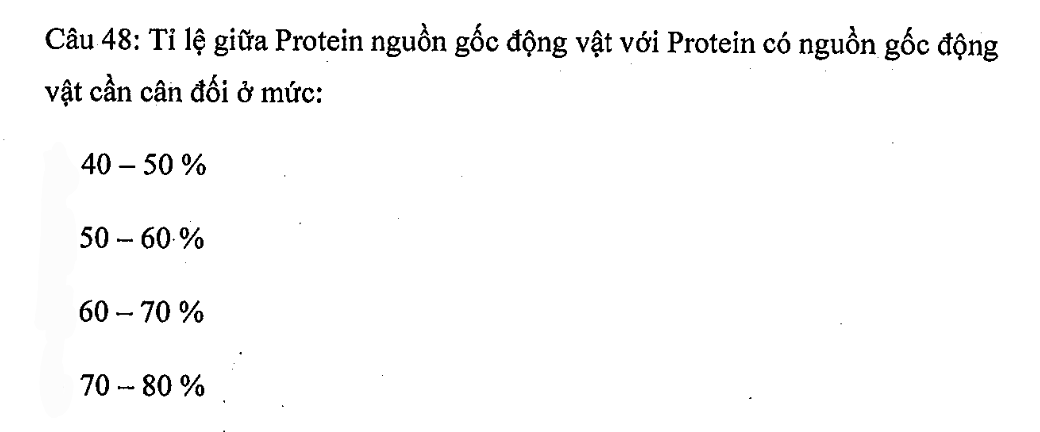 Câu 48: Tỉ lệ giữa Protein nguồn gốc động vật với Protein có nguồn gốc động
vật cần cân đối ở mức:
40 – 50 %
50 – 60 %
60 – 70 %
70 – 80 %